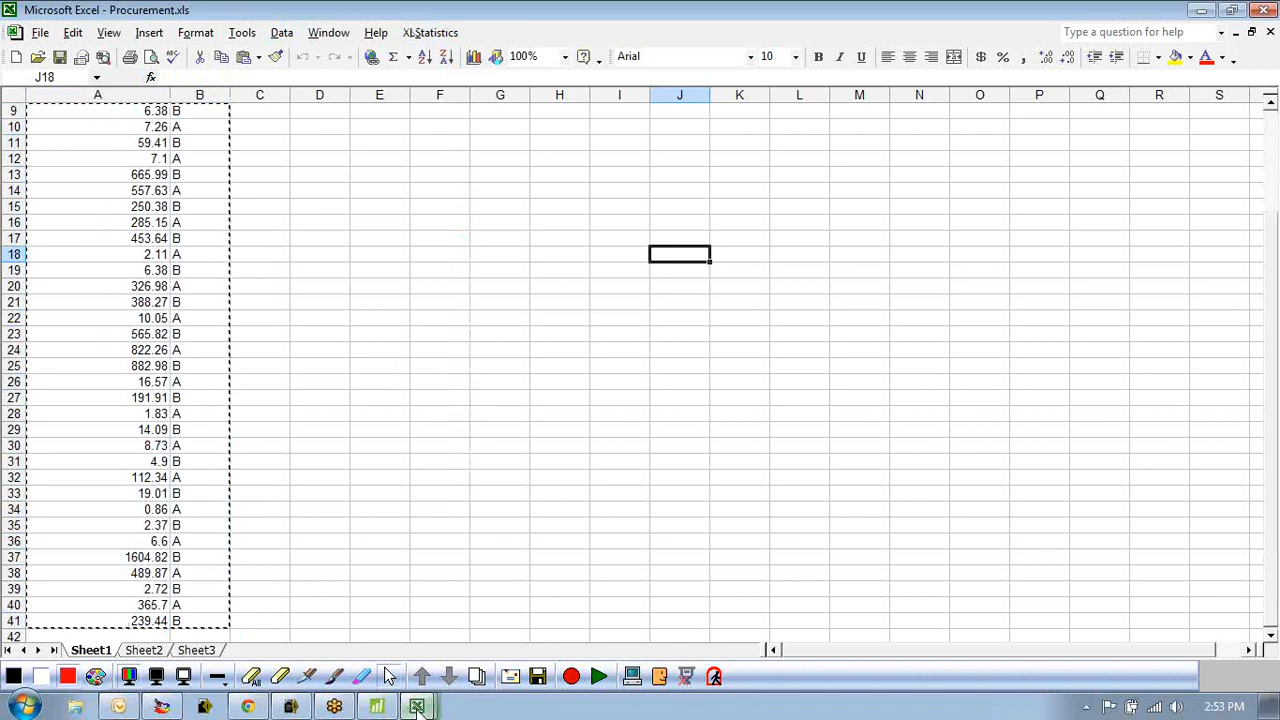 Microsoft Excel - Procurement.xls
File Edit View Insert Format Tools Data Window Help XLStatistics
Type a question for help
100%
Arial
10
J18
fx
A B C D E F G H I J K L M N O P Q R S
9 6.38 B
10 7.26 A
11 59.41 B
12 7.1 A
13 665.99 B
14 557.63 A
15 250.38 B
16 285.15 A
17 453.64 B
18 2.11 A
19 6.38 B
20 326.98 A
21 388.27 B
22 10.05 A
23 565.82 B
24 822.26 A
25 882.98 B
26 16.57 A
27 191.91 B
28 1.83 A
29 14.09 B
30 8.73 A
31 4.9 B
32 112.34 A
33 19.01 B
34 0.86 A
35 2.37 B
36 6.6 A
37 1604.82 B
38 489.87 A
39 2.72 B
40 365.7 A
41 239.44 B
42
Sheet1 Sheet2 Sheet3
2:53 PM